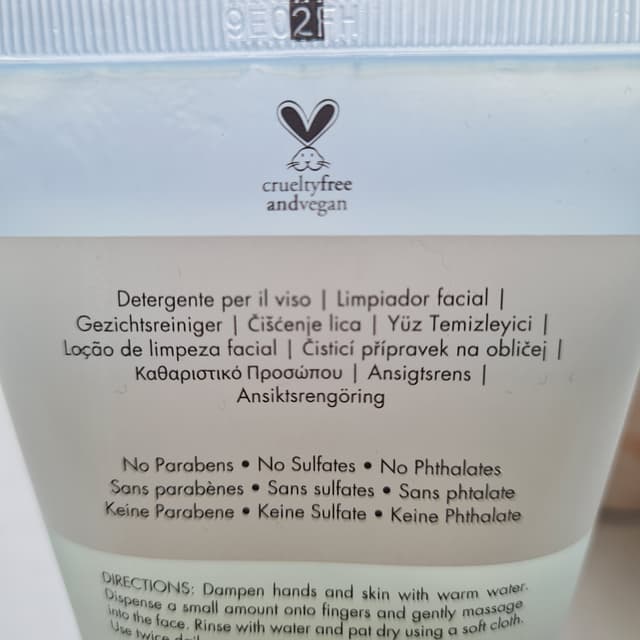 9E02FH
crueltyfree
andvegan
Detergente per il viso | Limpiador facial |
Gezichtsreiniger | Čišćenje lica | Yüz Temizleyici |
Loção de limpeza facial | Čisticí přípravek na obličej |
Καθαριστικό Προσώπου | Ansigtsrens |
Ansiktsrengöring
No Parabens • No Sulfates • No Phthalates
Sans parabènes • Sans sulfates • Sans phtalate
Keine Parabene • Keine Sulfate • Keine Phthalate
DIRECTIONS: Dampen hands and skin with warm water.
Dispense a small amount onto fingers and gently massage
into the face. Rinse with water and pat dry using a soft cloth.
Use twice